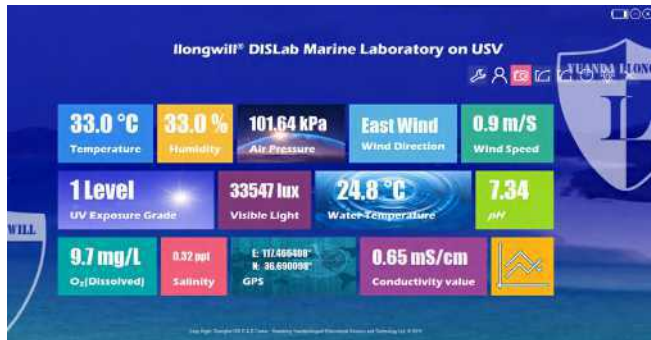 llongwill® DISLab Marine Laboratory on USV
YUANDA LLONG
L
33.0 °C
Temperature
33.0 %
Humidity
101.64 kPa
Air Pressure
East Wind
Wind Direction
0.9 m/S
Wind Speed
1 Level
UV Exposure Grade
33547 lux
Visible Light
24.8 °C
Water Temperature
7.34
pH
WILL
9.7 mg/L
O₂(Dissolved)
0.32 ppt
Salinity
E: 117.466408°
N: 36.690098°
GPS
0.65 mS/cm
Conductivity value